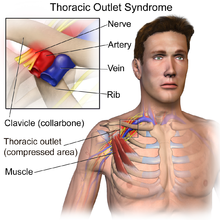 Thoracic Outlet Syndrome
Nerve
Artery
Vein
Rib
Clavicle (collarbone)
Thoracic outlet
(compressed area)
Muscle